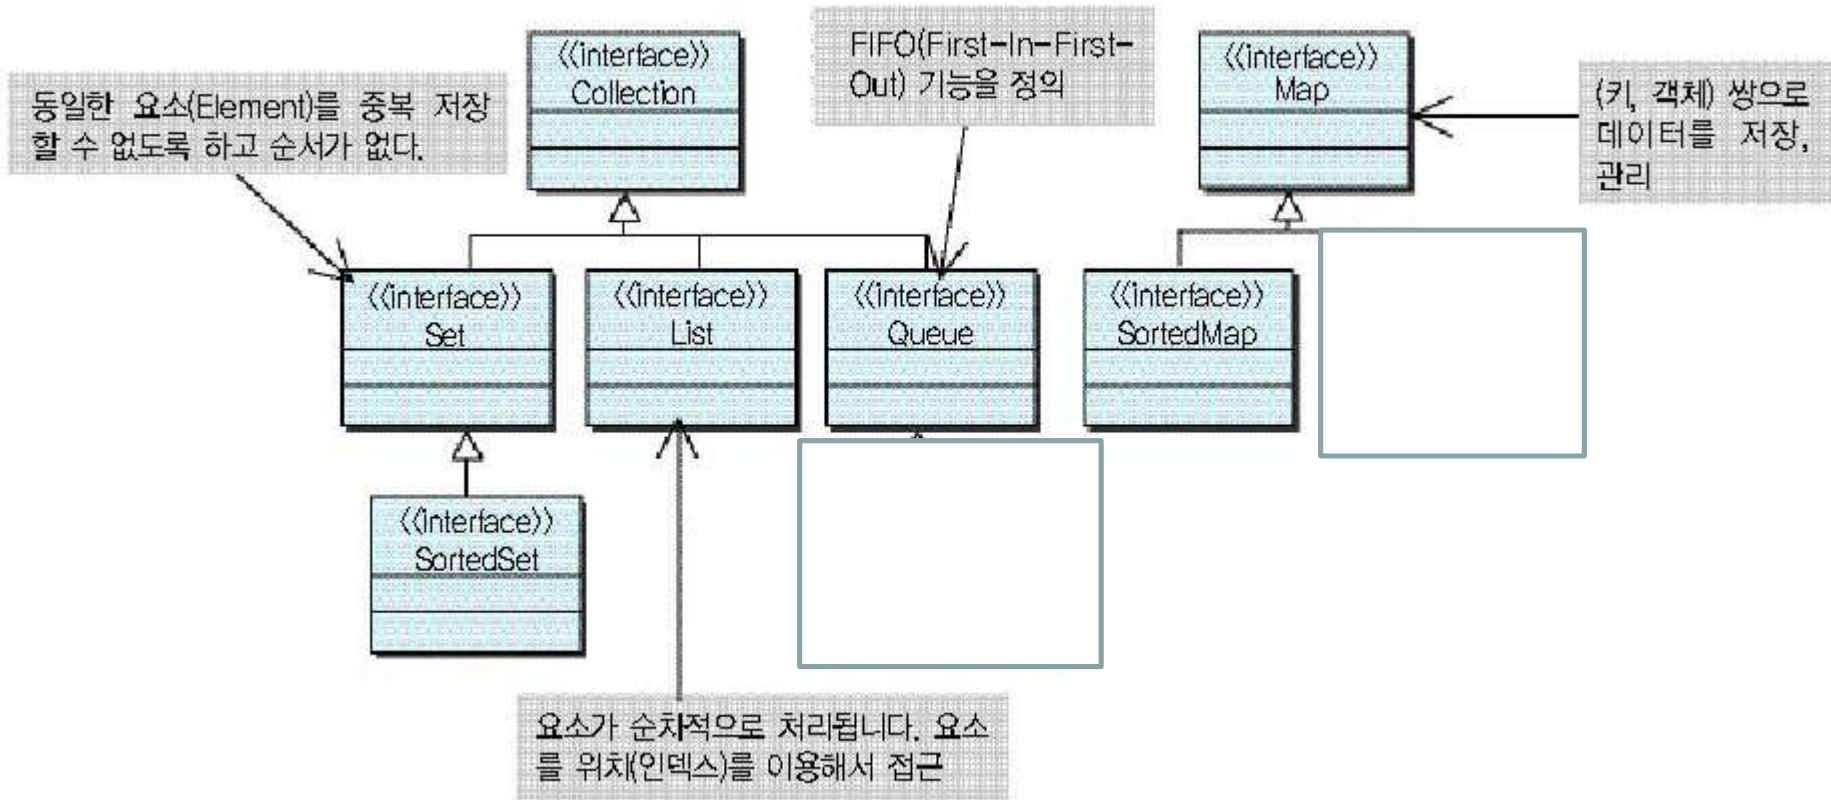 동일한 요소(Element)를 중복 저장
할 수 없도록 하고 순서가 없다.
<<interface>>
Collection
FIFO(First-In-First-
Out) 기능을 정의
<<interface>>
Map
(키, 객체) 쌍으로
데이터를 저장,
관리
<<interface>>
Set
<<interface>>
List
<<interface>>
Queue
<<interface>>
SortedMap
<<interface>>
SortedSet
요소가 순차적으로 처리됩니다. 요소
를 위치(인덱스)를 이용해서 접근